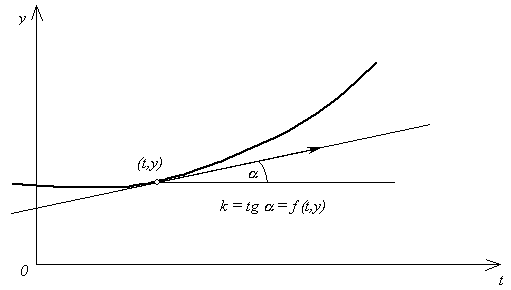 y
(t,y)
α
k = tg α = f (t,y)
0
t